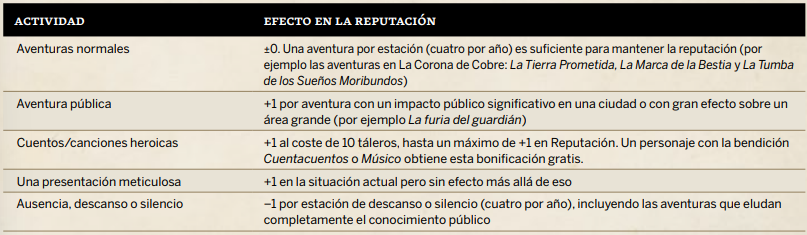 ACTIVIDAD EFECTO EN LA REPUTACIÓN
Aventuras normales ±0. Una aventura por estación (cuatro por año) es suficiente para mantener la reputación (por
ejemplo las aventuras en La Corona de Cobre: La Tierra Prometida, La Marca de la Bestia y La Tumba
de los Sueños Moribundos)
Aventura pública +1 por aventura con un impacto público significativo en una ciudad o con gran efecto sobre un
área grande (por ejemplo La furia del guardián)
Cuentos/canciones heroicas +1 al coste de 10 táleros, hasta un máximo de +1 en Reputación. Un personaje con la bendición
Cuentacuentos o Músico obtiene esta bonificación gratis.
Una presentación meticulosa +1 en la situación actual pero sin efecto más allá de eso
Ausencia, descanso o silencio −1 por estación de descanso o silencio (cuatro por año), incluyendo las aventuras que eludan
completamente el conocimiento público